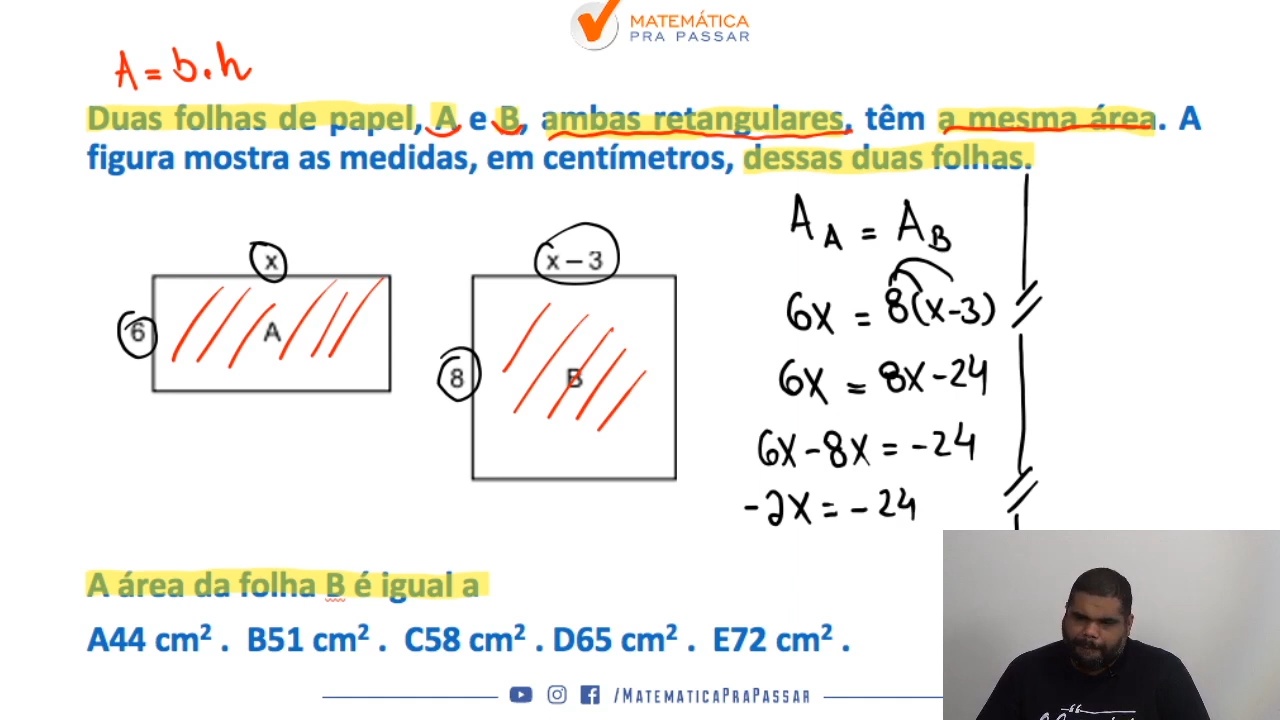 MATEMÁTICA
PRA PASSAR
A = b.h
Duas folhas de papel, A e B, ambas retangulares, têm a mesma área. A
figura mostra as medidas, em centímetros, dessas duas folhas.
x
6
A
x – 3
8
B
A A = A B
6x = 8(x-3)
6x = 8x-24
6x-8x = -24
-2x = -24
A área da folha B é igual a
A44 cm² . B51 cm² . C58 cm² . D65 cm² . E72 cm² .
/MATEMATICAPRAPASSAR